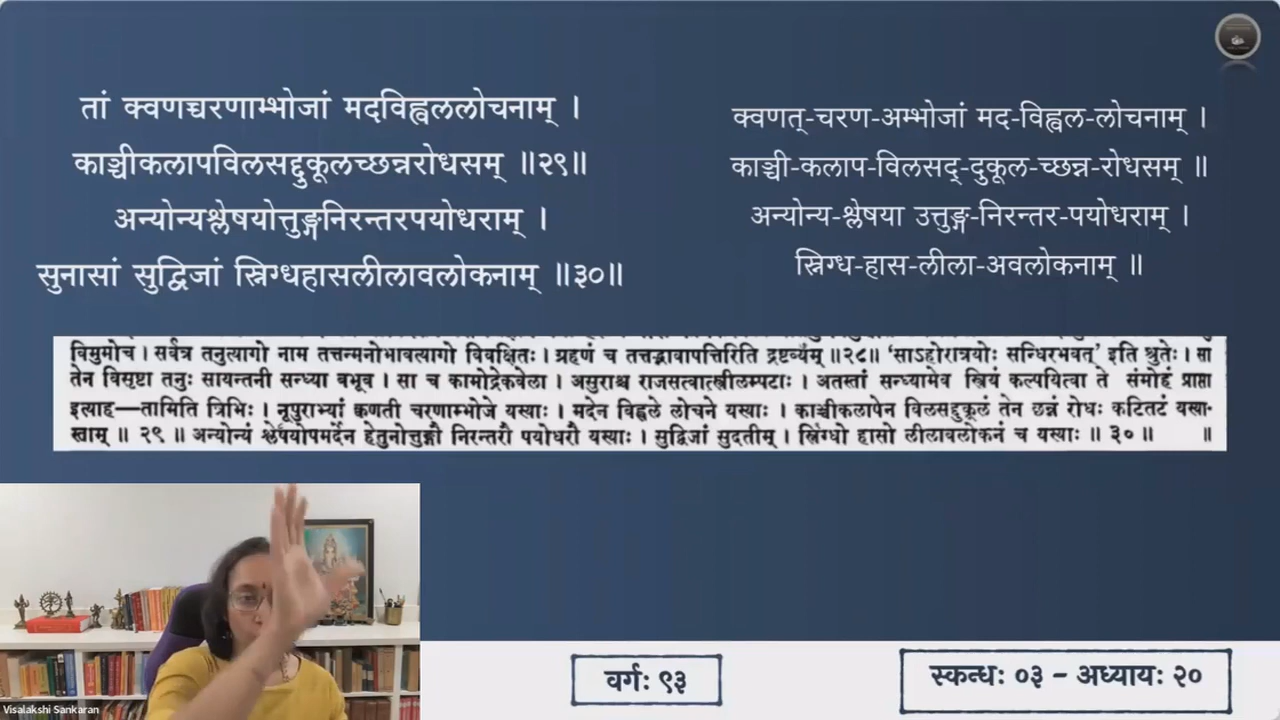 तां क्वणच्चरणाम्भोजां मदविह्वललोचनाम् ।
काञ्चीकलापविलसद्दुकूलच्छन्नरोधसम् ॥२९॥
अन्योन्यश्लेषयोत्तुङ्गनिरन्तरपयोधराम् ।
सुनासां सुद्विजां स्निग्धहासलीलावलोकनाम् ॥३०॥
क्वणत्-चरण-अम्भोजां मद-विह्वल-लोचनाम् ।
काञ्ची-कलाप-विलसद्-दुकूल-च्छन्न-रोधसम् ॥
अन्योन्य-श्लेषया उत्तुङ्ग-निरन्तर-पयोधराम् ।
स्निग्ध-हास-लीला-अवलोकनाम् ॥
विमुमोच । सर्वत्र तनुत्यागो नाम तत्तन्मनोभावत्यागो विवक्षितः । ग्रहणं च तत्तद्भावापत्तिरिति द्रष्टव्यम् ॥२८॥ 'साऽहोरात्रयोः सन्धिरभवत्' इति श्रुतेः । सा
तेन विसृष्टा तनुः सायन्तनी सन्ध्या बभूव । सा च कामोद्रेकवेला । असुराश्च राजसत्वात्स्त्रीलम्पटाः । अतस्तां सन्ध्यामेव स्त्रियं कल्पयित्वा ते संमोहं प्राप्ता
इत्याह—तामिति त्रिभिः । नूपुराभ्यां क्वणती चरणाम्भोजे यस्याः । मदेन विह्वले लोचने यस्याः । काञ्चीकलापेन विलसद्दुकूलं तेन छन्नं रोधः कटितटं यस्या-
स्ताम् ॥ २९ ॥ अन्योन्यं श्लेषयोपमर्देन हेतुनोत्तुङ्गौ निरन्तरौ पयोधरौ यस्याः । सुद्विजां सुदतीम् । स्निग्धो हासो लीलावलोकनं च यस्याः ॥ ३० ॥ ॥
Visalakshi Sankaran
वर्गः ९३
स्कन्धः ०३ - अध्यायः २०